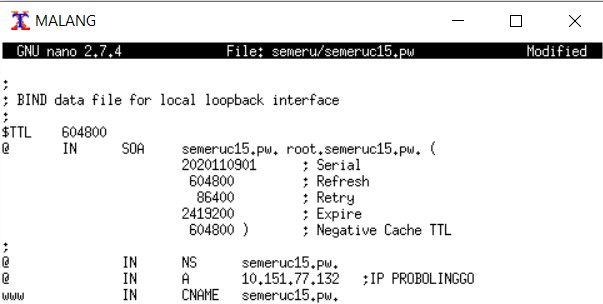 MALANG
GNU nano 2.7.4 File: semeru/semeruc15.pw Modified
;
; BIND data file for local loopback interface
;
$TTL 604800
@ IN SOA semeruc15.pw. root.semeruc15.pw. (
2020110901 ; Serial
604800 ; Refresh
86400 ; Retry
2419200 ; Expire
604800 ) ; Negative Cache TTL
;
@ IN NS semeruc15.pw.
@ IN A 10.151.77.132 ;IP PROBOLINGGO
www IN CNAME semeruc15.pw.